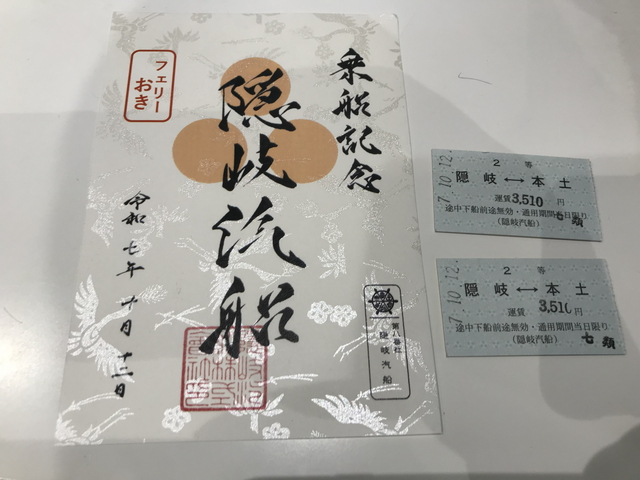 乗船記念
隠岐汽船
フェリー
おき
令和七年十月十二日
第八番社
隠岐汽船
7.10.12.
2 等
隠岐↔本土
運賃 3,510 円
途中下船前途無効・通用期間当日限り
(隠岐汽船)
七類
7.10.12.
2 等
隠岐↔本土
運賃 3,510 円
途中下船前途無効・通用期間当日限り
(隠岐汽船)
七類